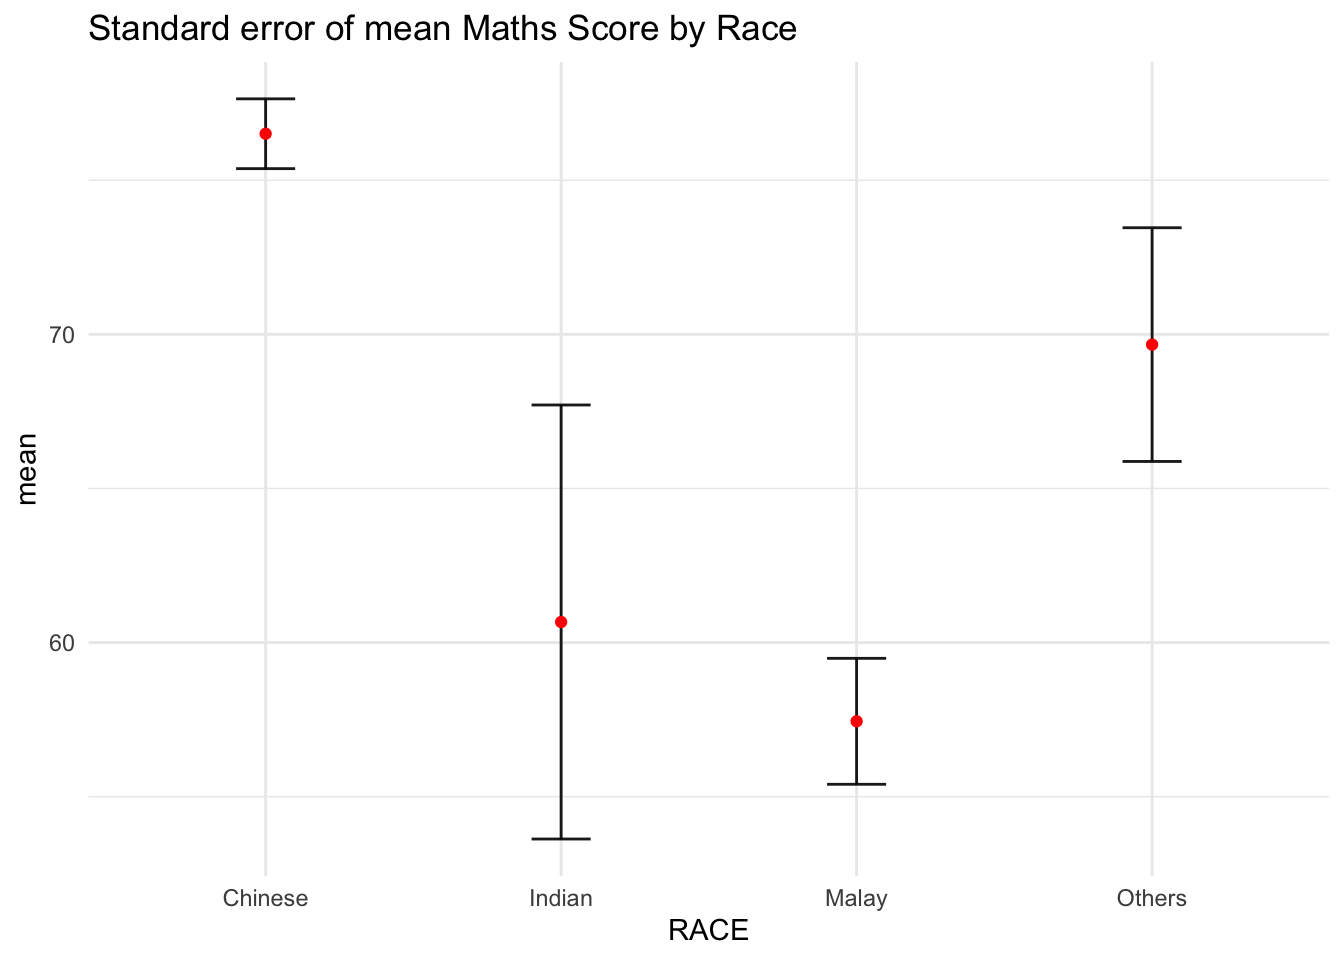 Standard error of mean Maths Score by Race
70
60
mean
Chinese Indian Malay Others
RACE